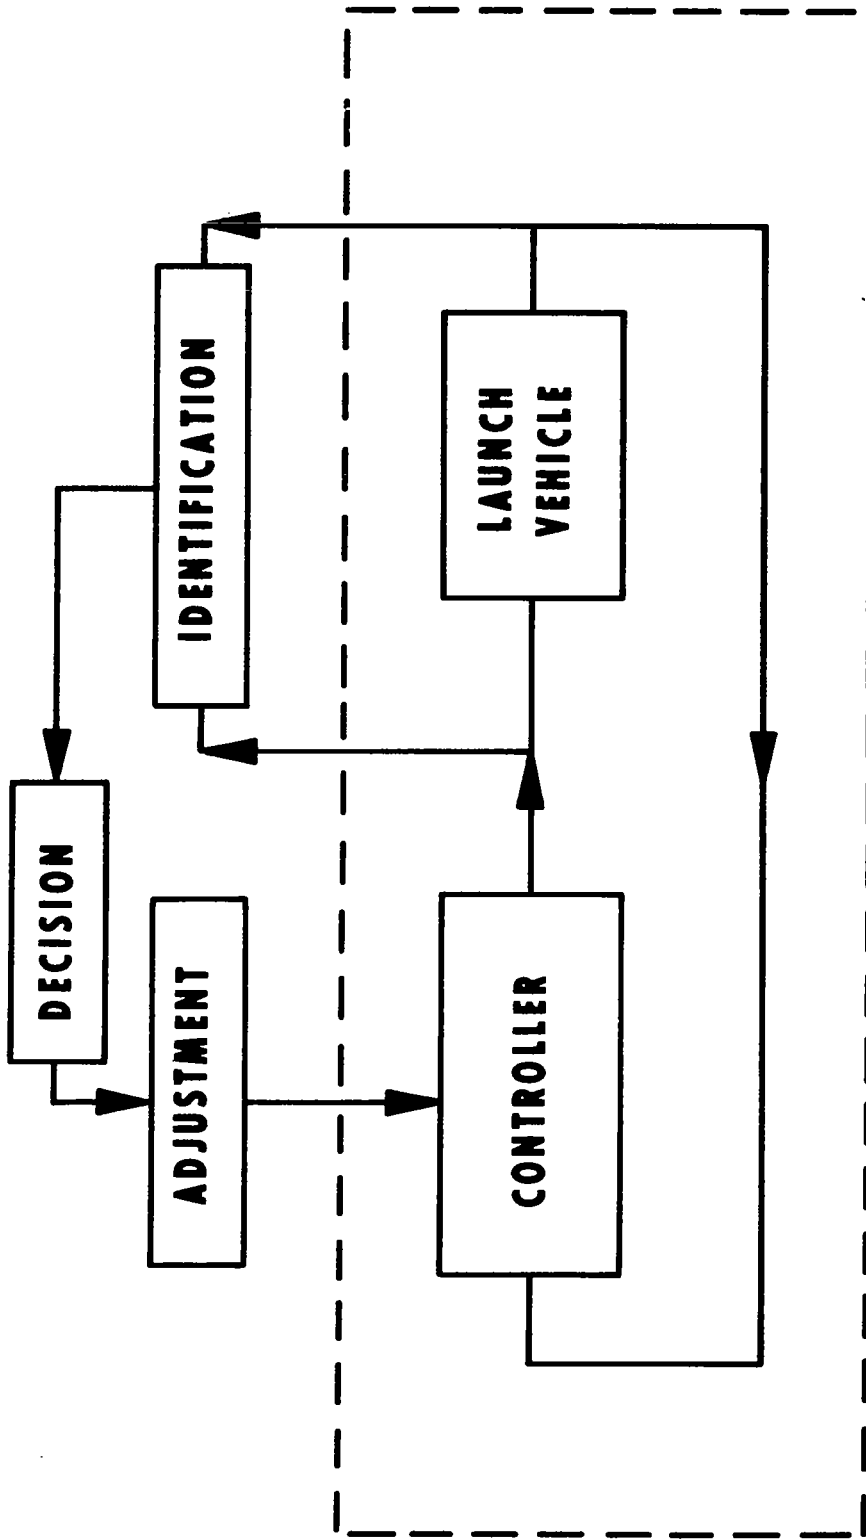 DECISION
ADJUSTMENT
IDENTIFICATION
CONTROLLER
LAUNCH
VEHICLE